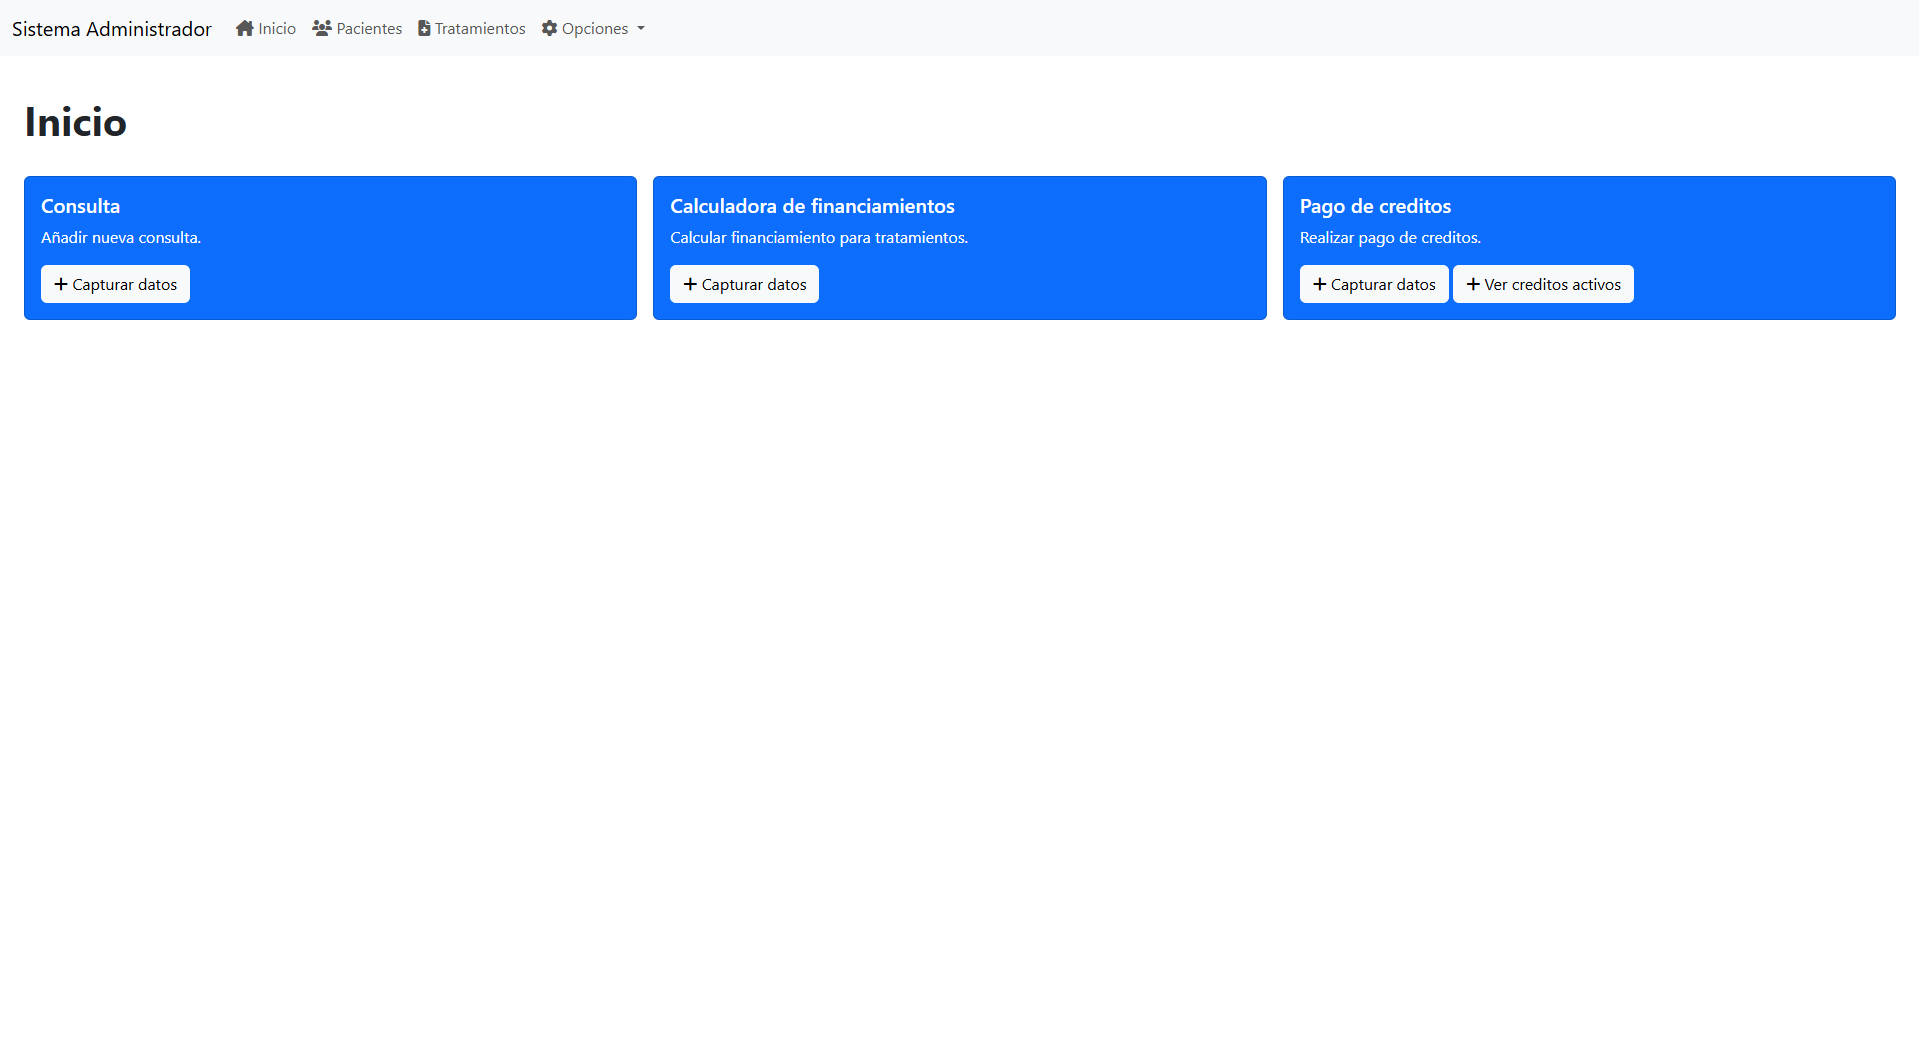 Sistema Administrador Inicio Pacientes Tratamientos Opciones
Inicio
Consulta
Añadir nueva consulta.
Capturar datos
Calculadora de financiamientos
Calcular financiamiento para tratamientos.
Capturar datos
Pago de creditos
Realizar pago de creditos.
Capturar datos Ver creditos activos